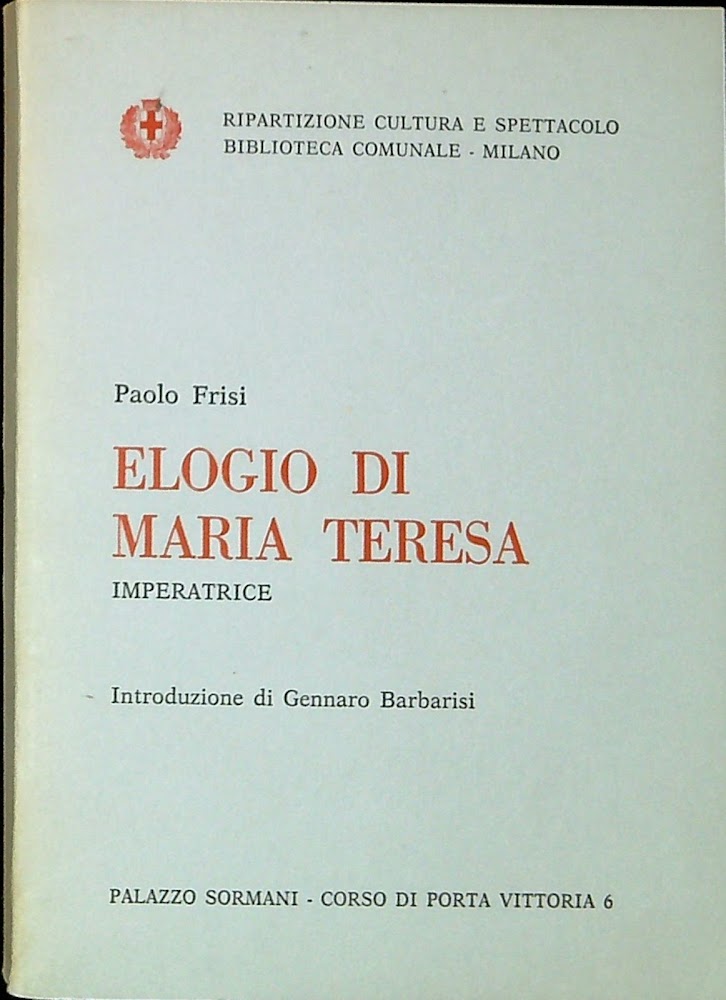 RIPARTIZIONE CULTURA E SPETTACOLO
BIBLIOTECA COMUNALE - MILANO
Paolo Frisi
ELOGIO DI
MARIA TERESA
IMPERATRICE
Introduzione di Gennaro Barbarisi
PALAZZO SORMANI - CORSO DI PORTA VITTORIA 6